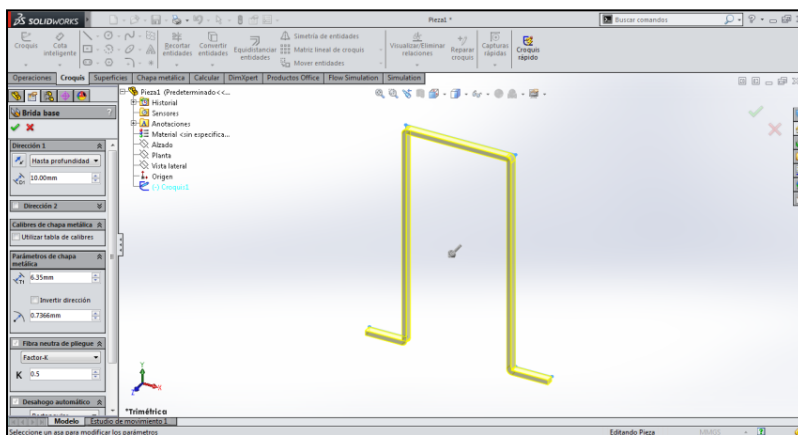 SOLIDWORKS
Pieza1 *
Buscar comandos
Croquis
Cota inteligente
Recortar entidades
Convertir entidades
Equidistanciar entidades
Simetría de entidades
Matriz lineal de croquis
Mover entidades
Visualizar/Eliminar relaciones
Reparar croquis
Capturas rápidas
Croquis rápido
Operaciones Croquis Superficies Chapa metálica Calcular DimXpert Productos Office Flow Simulation Simulation
Brida base
?
Dirección 1
Hasta profundidad
10.00mm
Dirección 2
Calibres de chapa metálica
Utilizar tabla de calibres
Parámetros de chapa metálica
6.35mm
Invertir dirección
0.7366mm
Fibra neutra de pliegue
Factor-K
K 0.5
Desahogo automático
Pieza1 (Predeterminado<<...
Historial
Sensores
Anotaciones
Material <sin especifica...
Alzado
Planta
Vista lateral
Origen
(-) Croquis1
Y
X
Z
*Trimétrica
Modelo Estudio de movimiento 1
Seleccione un asa para modificar los parámetros
Editando Pieza
MMGS